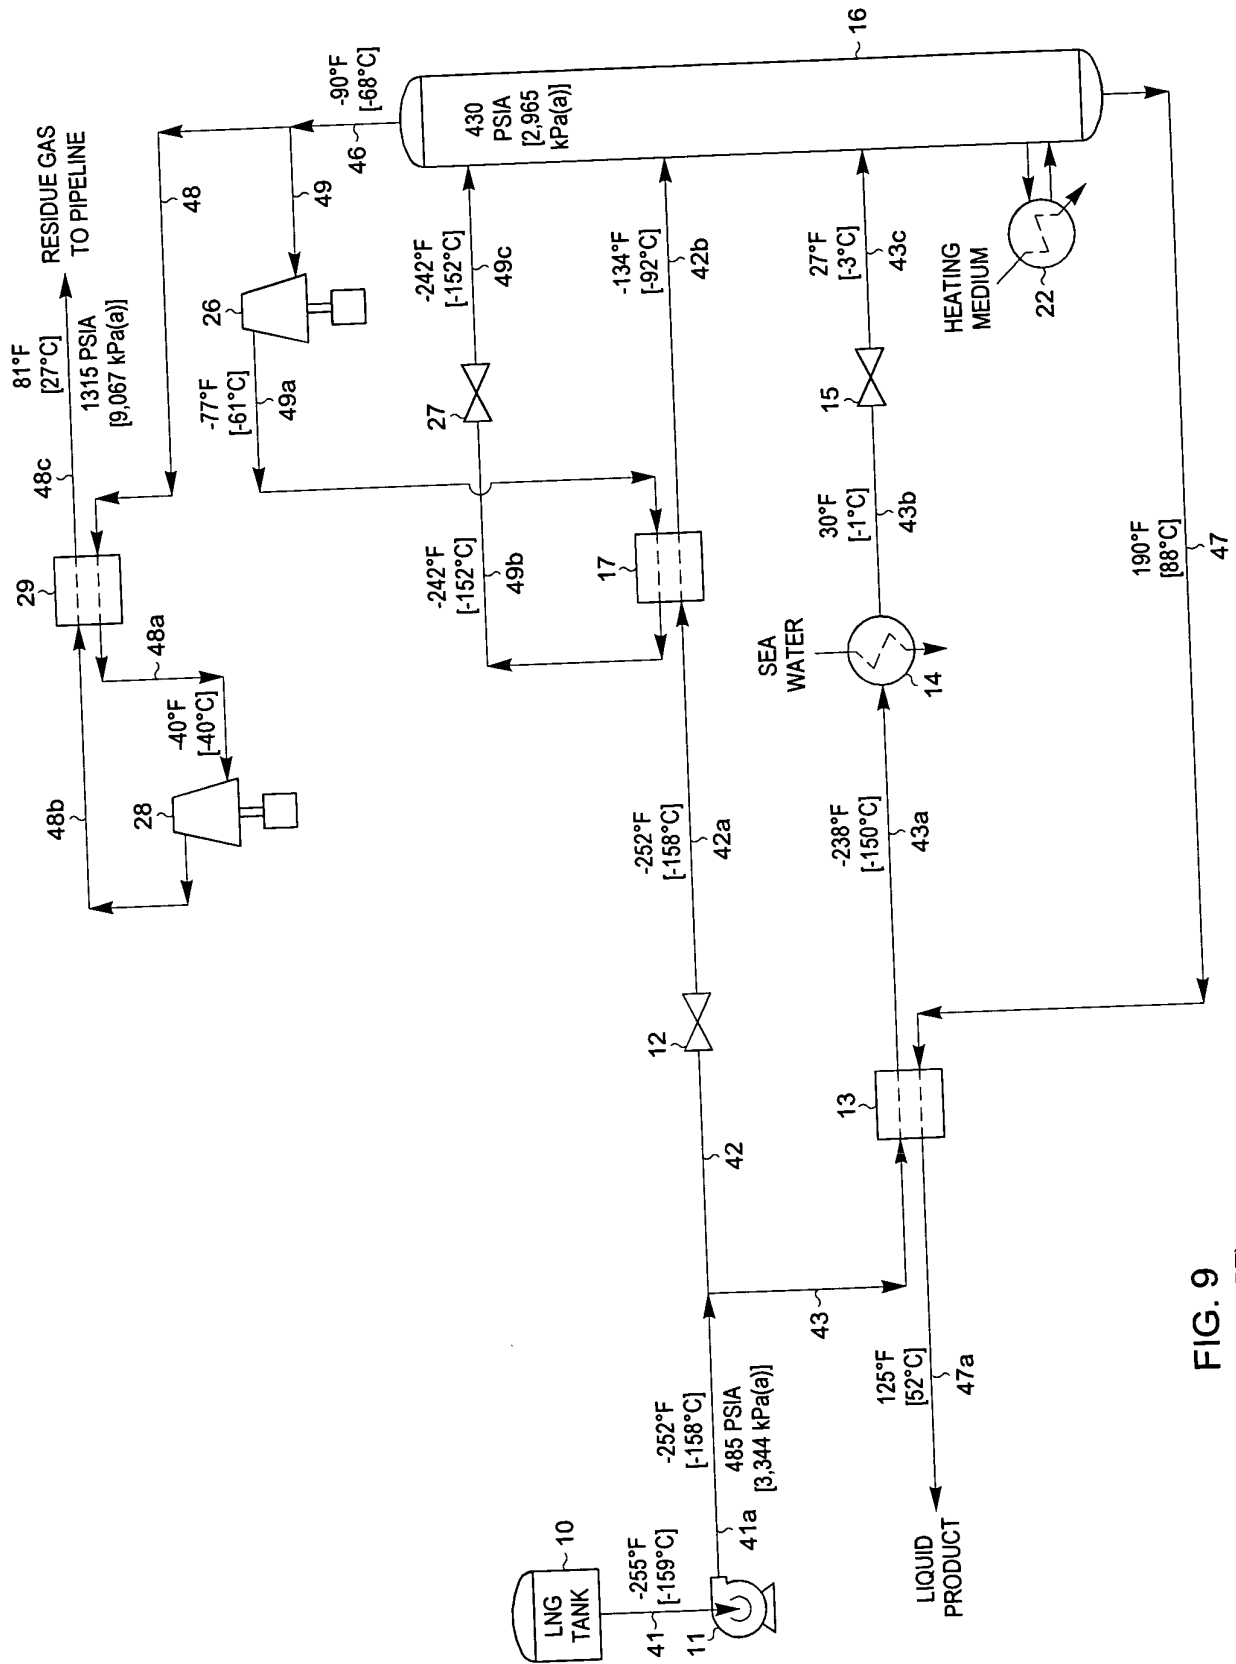 RESIDUE GAS
TO PIPELINE
81°F
[27°C]
1315 PSIA
[9,067 kPa(a)]
48c
29
48a
48b
-40°F
[-40°C]
28
48
-90°F
[-68°C]
46
49
26
-77°F
[-61°C]
49a
16
430
PSIA
[2,965
kPa(a)]
-242°F
[-152°C]
49c
27
-242°F
[-152°C]
49b
17
-134°F
[-92°C]
42b
-252°F
[-158°C]
42a
12
42
27°F
[-3°C]
43c
15
30°F
[-1°C]
43b
SEA
WATER
14
HEATING
MEDIUM
22
-238°F
[-150°C]
43a
13
43
190°F
[88°C]
47
LNG
TANK
10
-255°F
[-159°C]
41
11
-252°F
[-158°C]
485 PSIA
[3,344 kPa(a)]
41a
125°F
[52°C]
47a
LIQUID
PRODUCT
FIG. 9